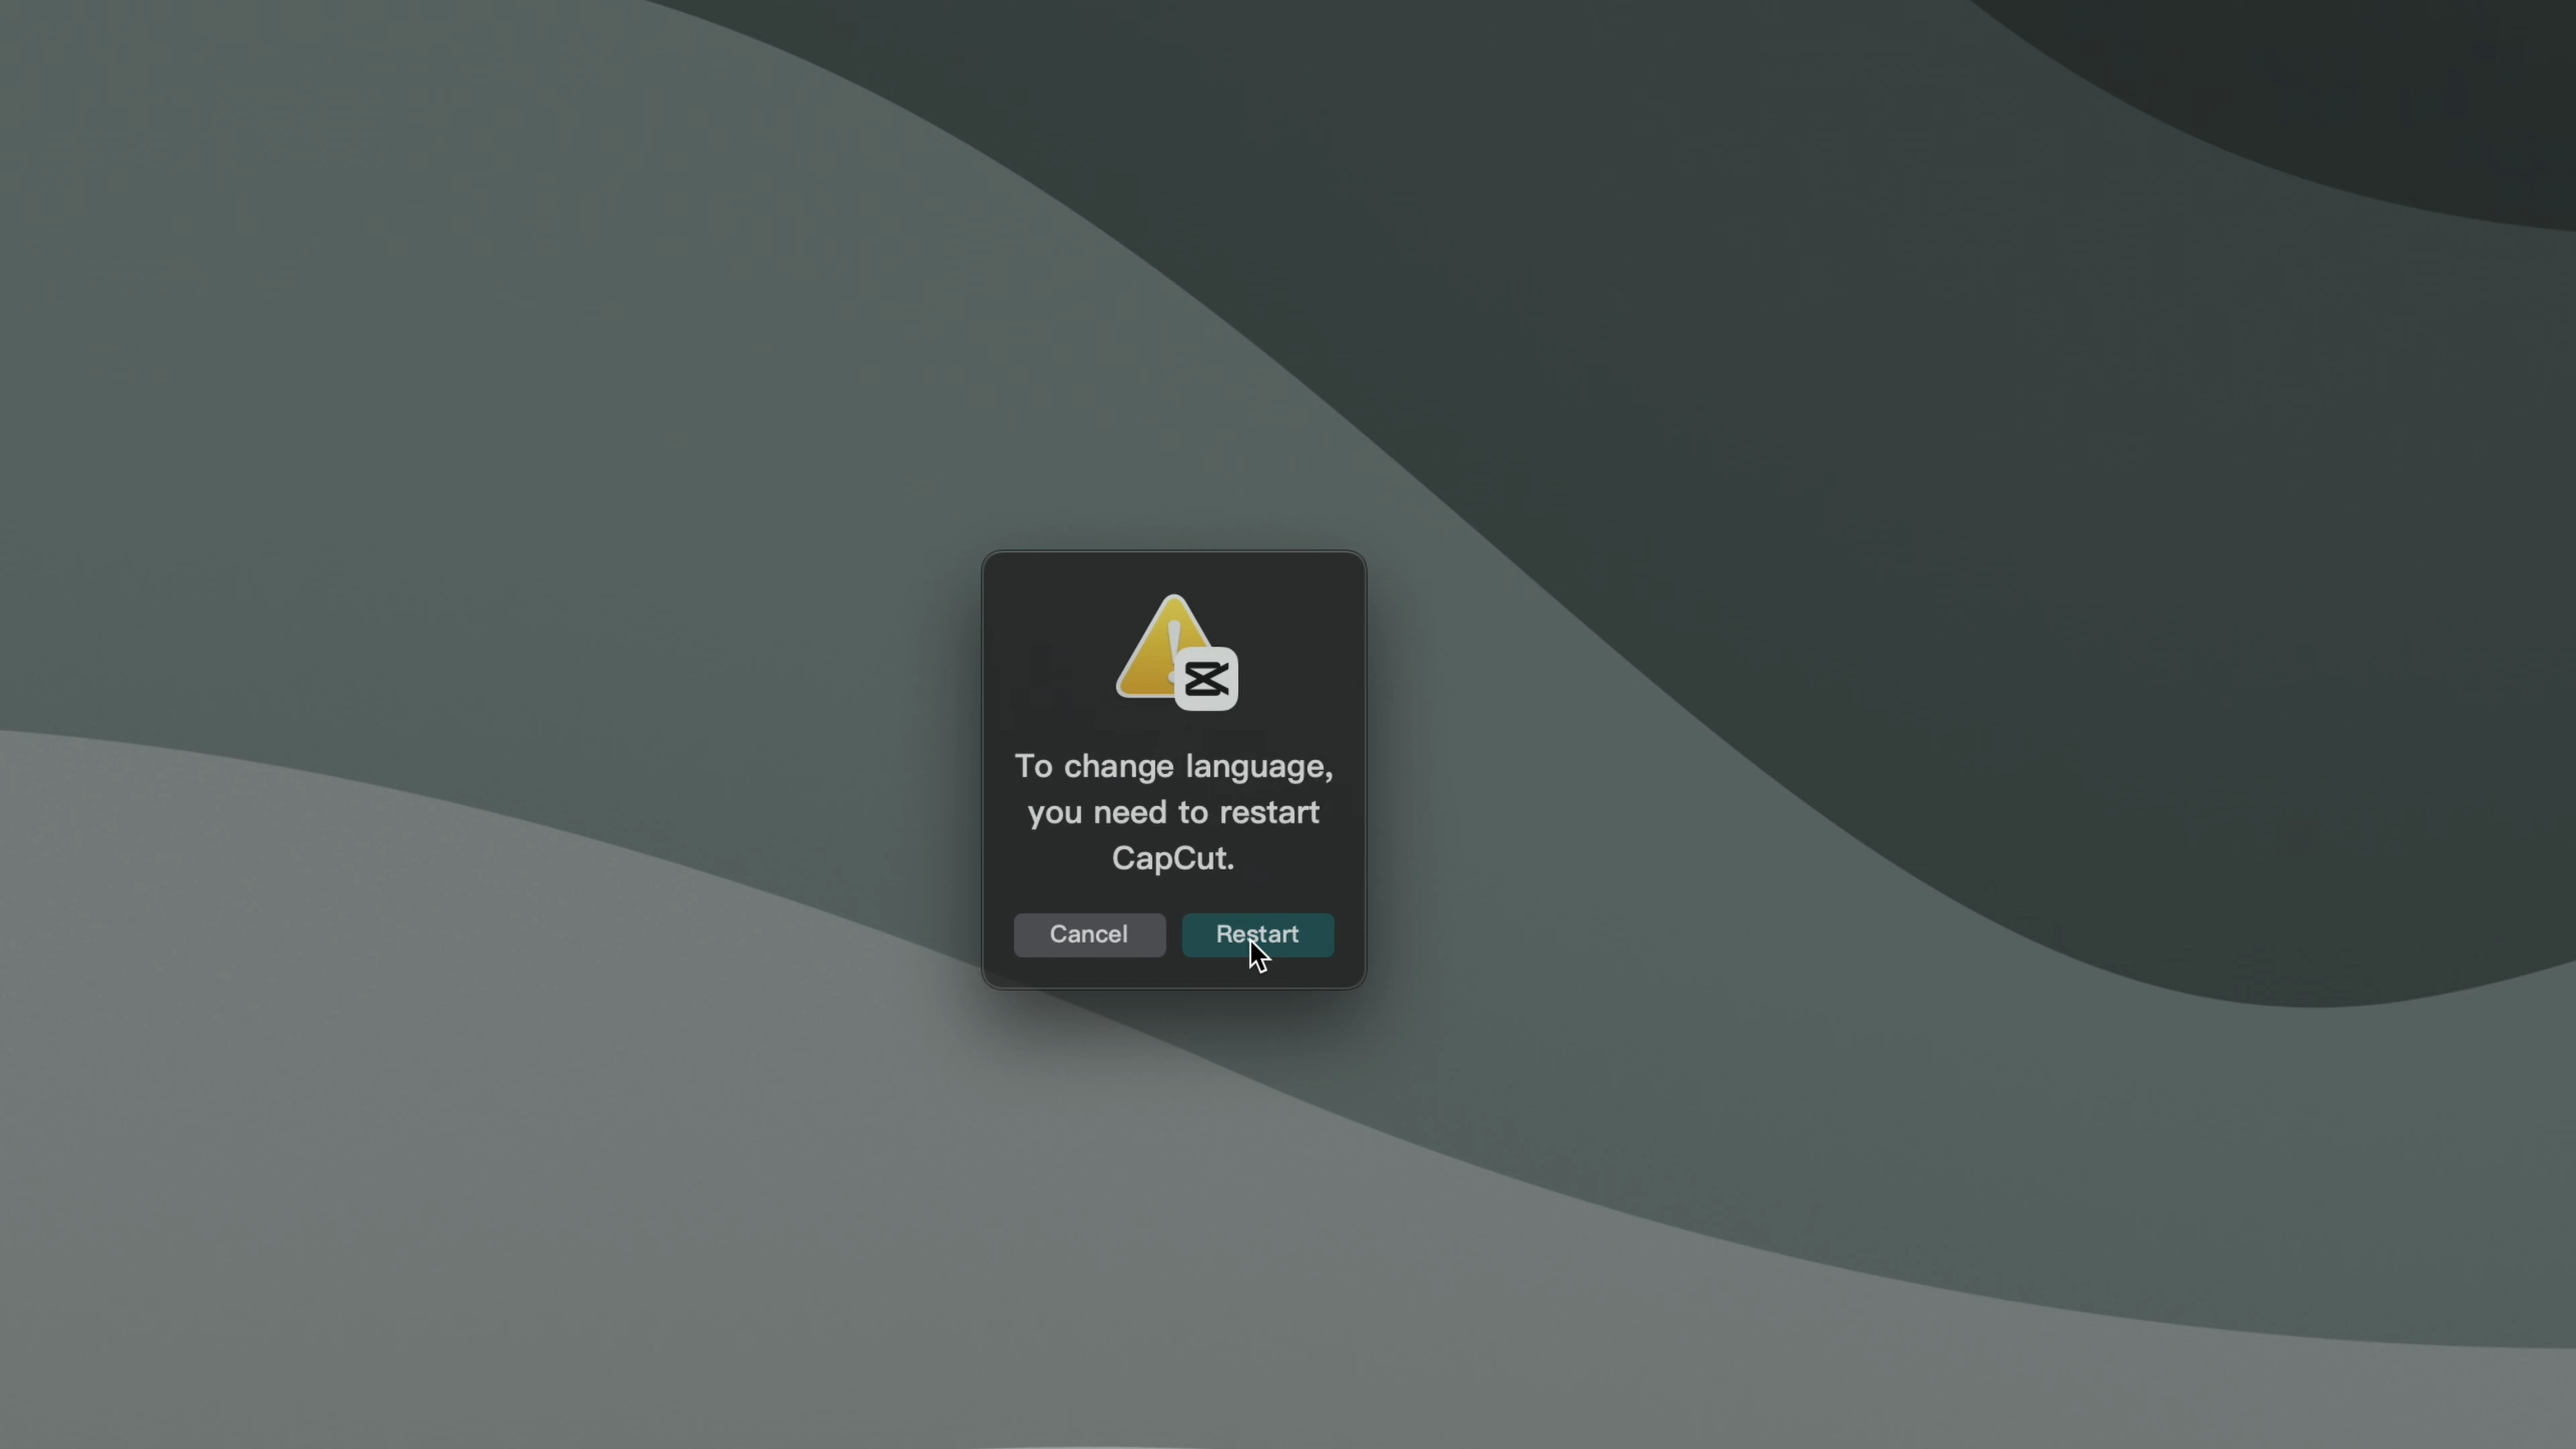 To change language,
you need to restart
CapCut.
Cancel
Restart